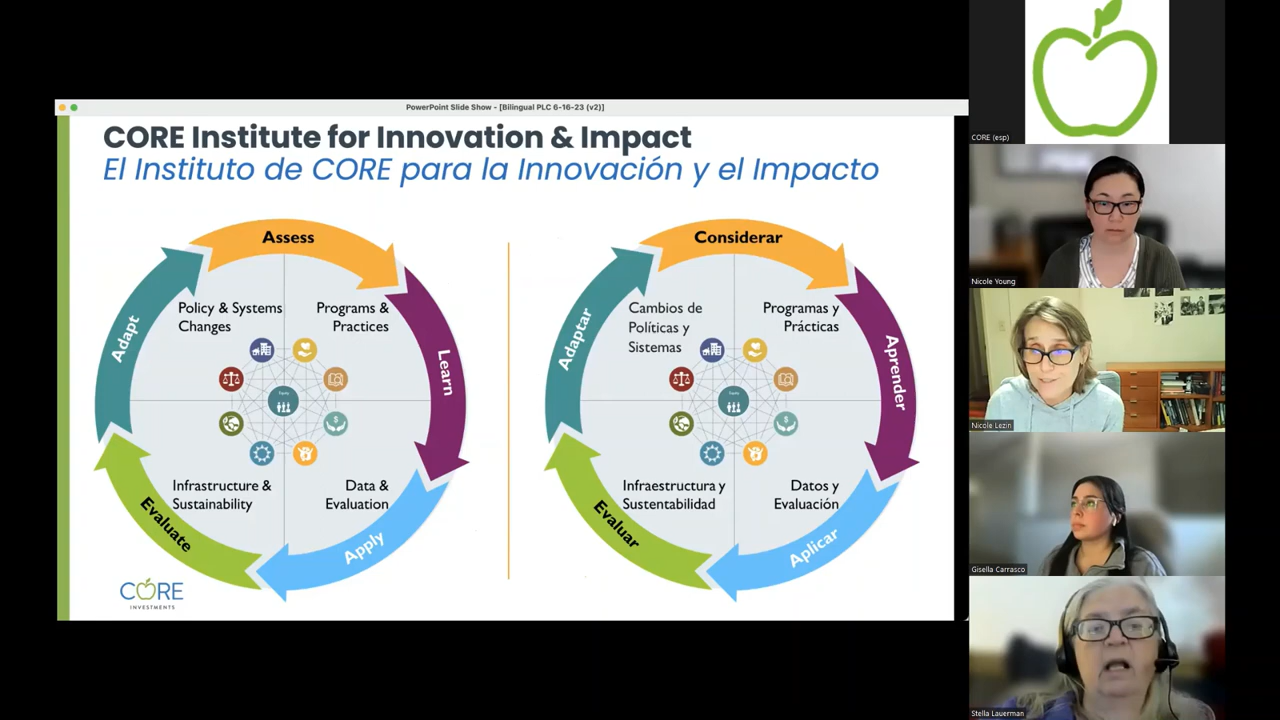 PowerPoint Slide Show - [Bilingual PLC 6-16-23 (v2)]
CORE Institute for Innovation & Impact
El Instituto de CORE para la Innovación y el Impacto
Assess
Learn
Apply
Evaluate
Adapt
Policy & Systems
Changes
Programs &
Practices
Equity
Infrastructure &
Sustainability
Data &
Evaluation
Considerar
Aprender
Aplicar
Evaluar
Adaptar
Cambios de
Políticas y
Sistemas
Programas y
Prácticas
Equity
Infraestructura y
Sustentabilidad
Datos y
Evaluación
CORE
INVESTMENTS
CORE (esp)
Nicole Young
Nicole Lezin
Gisella Carrasco
Stella Lauerman